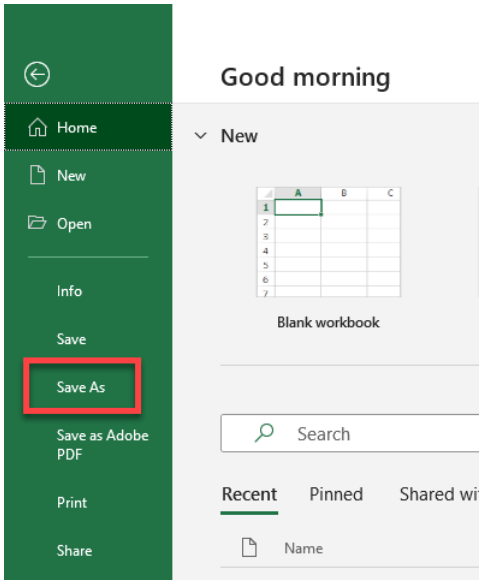 Good morning
Home
New
New
Open
A B C
1
2
3
4
5
6
7
Info
Blank workbook
Save
Save As
Save as Adobe
PDF
Search
Print
Recent Pinned Shared wi
Share
Name